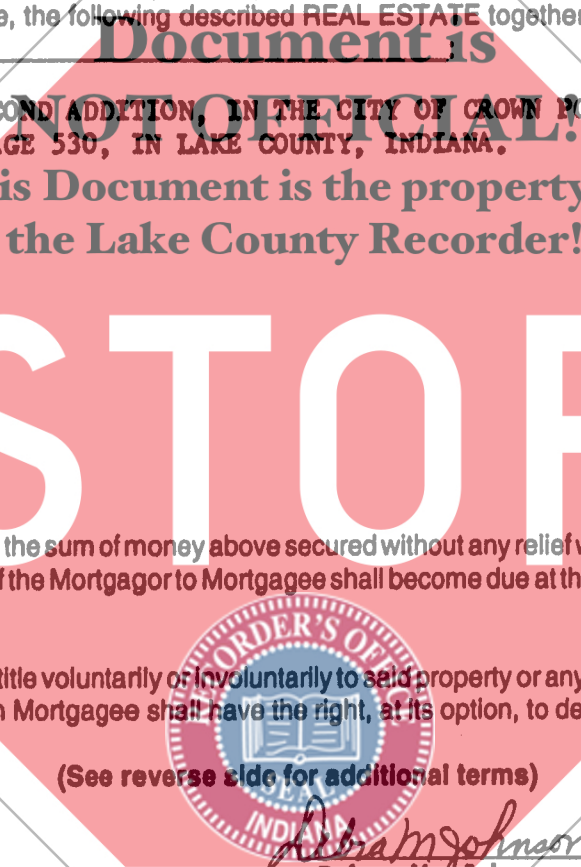 e, the following described REAL ESTATE together
Document is
OND ADDITION, IN THE CITY OF CROWN PO
NOT OFFICIAL!
AGE 530, IN LAKE COUNTY, INDIANA.
is Document is the property
the Lake County Recorder!
STOP
the sum of money above secured without any relief v
f the Mortgagor to Mortgagee shall become due at th
title voluntarily or involuntarily to said property or any
n Mortgagee shall have the right, at its option, to de
(See reverse side for additional terms)
RECORDER'S OFFIC
SEAL
INDIANA
Debra M Johnson